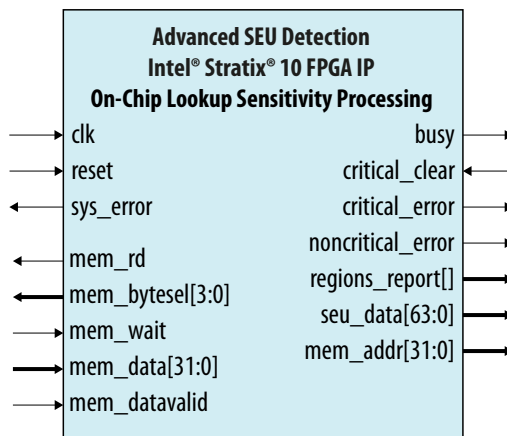 Advanced SEU Detection
Intel® Stratix® 10 FPGA IP
On-Chip Lookup Sensitivity Processing
clk
reset
sys_error
mem_rd
mem_bytesel[3:0]
mem_wait
mem_data[31:0]
mem_datavalid
busy
critical_clear
critical_error
noncritical_error
regions_report[]
seu_data[63:0]
mem_addr[31:0]